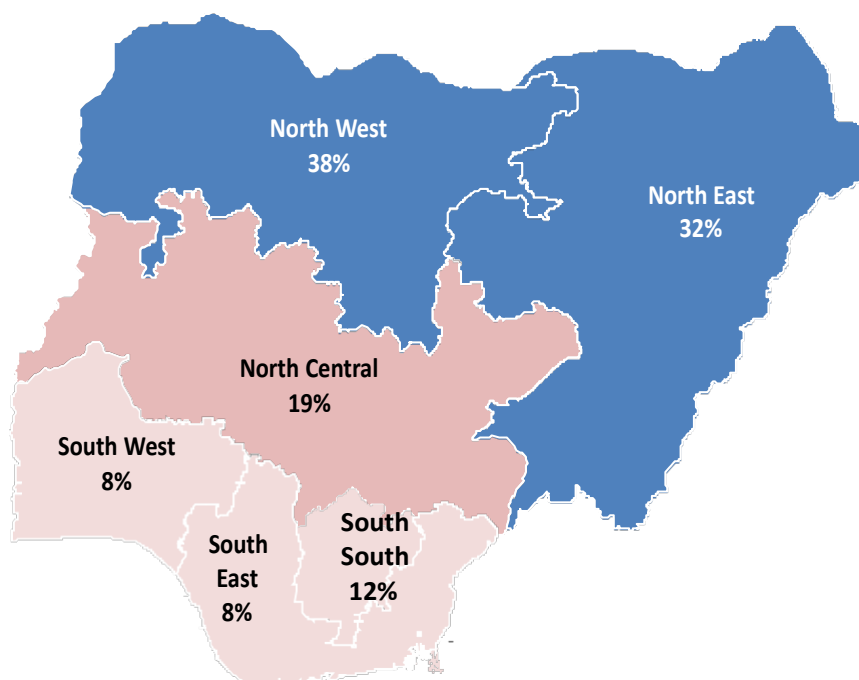 North West
38%
North East
32%
North Central
19%
South West
8%
South
East
8%
South
South
12%